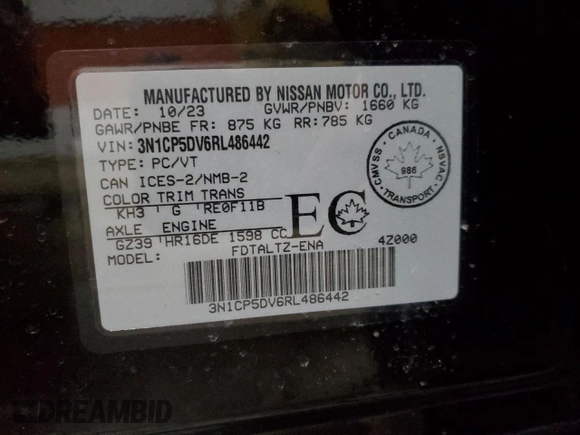 MANUFACTURED BY NISSAN MOTOR CO., LTD.
DATE: 10/23 GVWR/PNBV: 1660 KG
GAWR/PNBE FR: 875 KG RR: 785 KG
VIN: 3N1CP5DV6RL486442
TYPE: PC/VT
CAN ICES-2/NMB-2
COLOR TRIM TRANS
KH3 G RE0F11B
AXLE ENGINE
GZ39 HR16DE 1598 CC
MODEL: FDTALTZ-ENA 4Z000
EC
CANADA
CMVSS NSVAC
986
TRANSPORT
3N1CP5DV6RL486442
DREAMBID